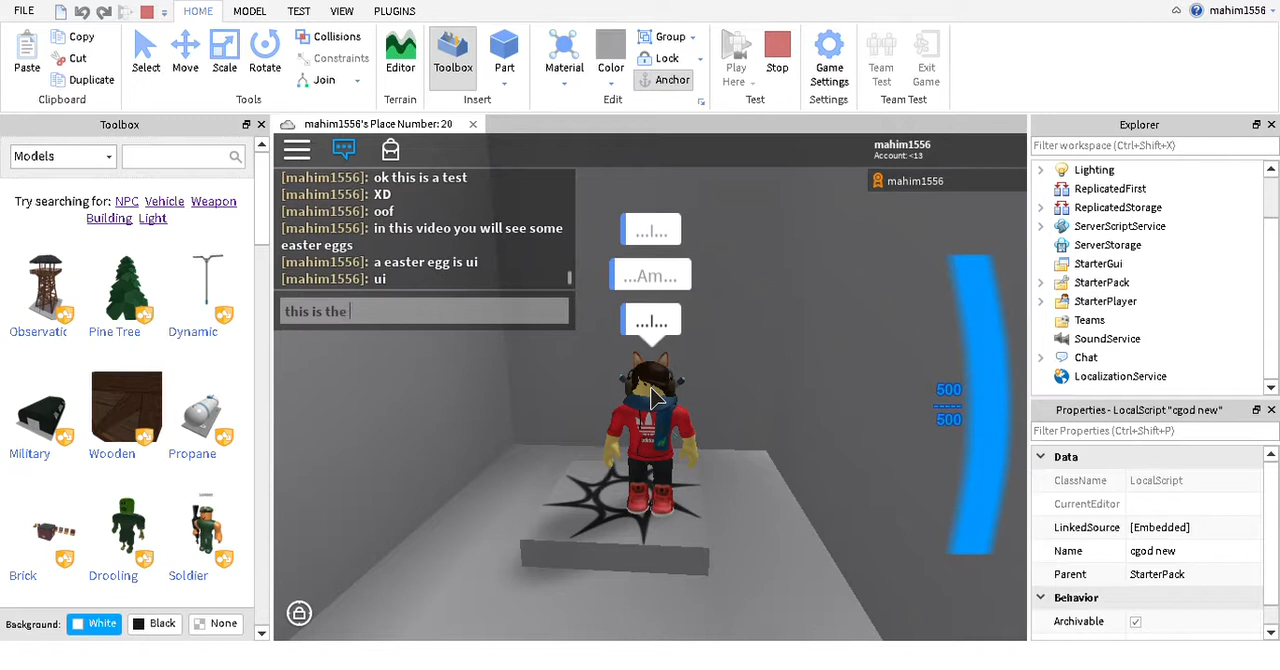 FILE HOME MODEL TEST VIEW PLUGINS mahim1556
Paste Copy Cut Duplicate Select Move Scale Rotate Collisions Constraints Join Editor Toolbox Part Material Color Group Lock Anchor Play Here Stop Game Settings Team Test Exit Game
Clipboard Tools Terrain Insert Edit Test Settings Team Test
Toolbox
Models
Try searching for: NPC Vehicle Weapon
Building Light
Observatic Pine Tree Dynamic
Military Wooden Propane
Brick Drooling Soldier
Background: White Black None
mahim1556's Place Number: 20
mahim1556
Account: <13
mahim1556
[mahim1556]: ok this is a test
[mahim1556]: XD
[mahim1556]: oof
[mahim1556]: in this video you will see some
easter eggs
[mahim1556]: a easter egg is ui
[mahim1556]: ui
this is the
...I...
...Am...
...I...
500
500
Explorer
Filter workspace (Ctrl+Shift+X)
Lighting
ReplicatedFirst
ReplicatedStorage
ServerScriptService
ServerStorage
StarterGui
StarterPack
StarterPlayer
Teams
SoundService
Chat
LocalizationService
Properties - LocalScript "cgod new"
Filter Properties (Ctrl+Shift+P)
Data
ClassName LocalScript
CurrentEditor
LinkedSource [Embedded]
Name cgod new
Parent StarterPack
Behavior
Archivable